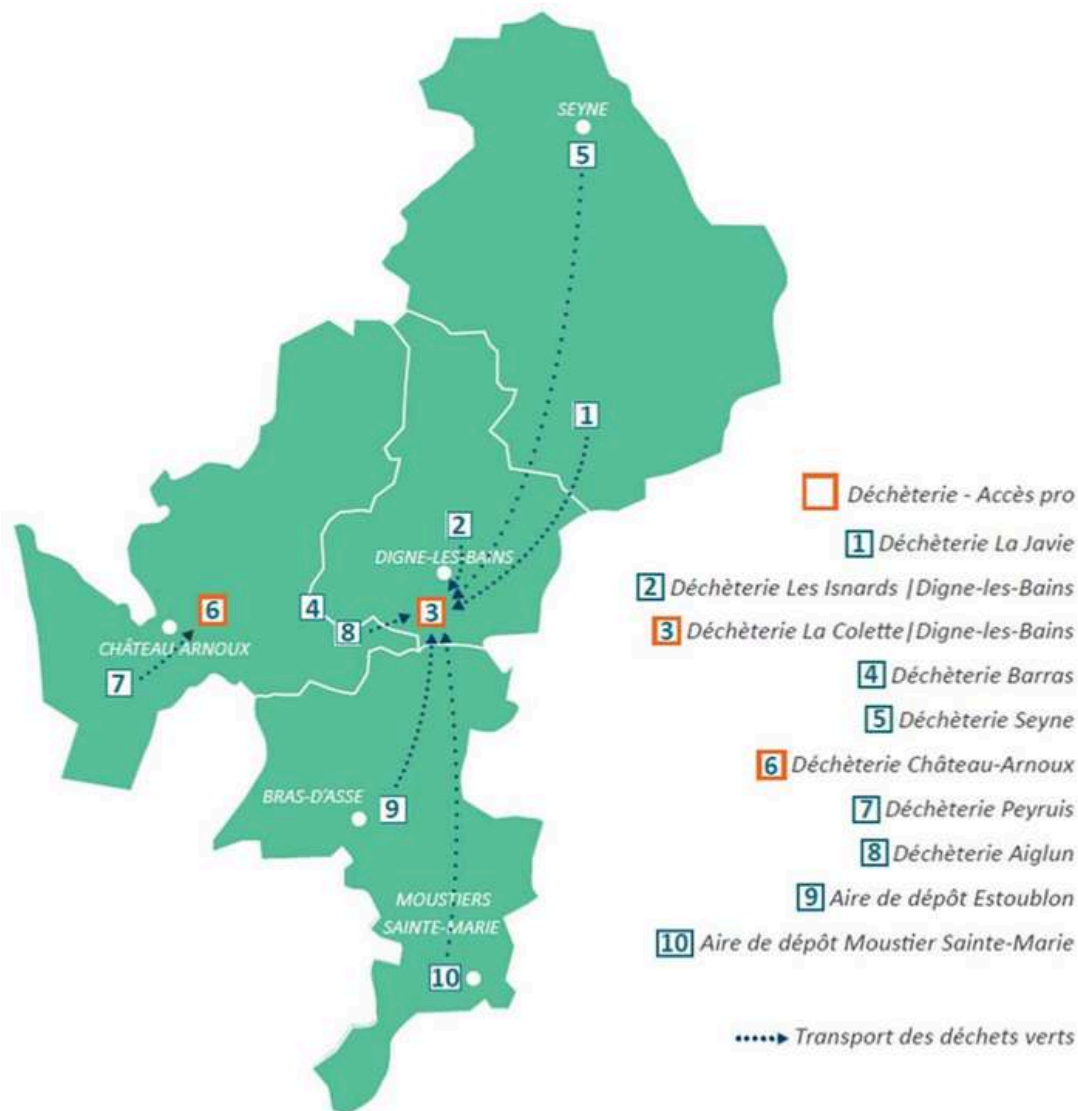 SEYNE
5
1
2
DIGNE-LES-BAINS
4
8
3
6
CHÂTEAU ARNOUX
7
BRAS-D'ASSE
9
MOUSTIERS
SAINTE-MARIE
10
Déchèterie - Accès pro
1 Déchèterie La Javie
2 Déchèterie Les Isnards |Digne-les-Bains
3 Déchèterie La Colette|Digne-les-Bains
4 Déchèterie Barras
5 Déchèterie Seyne
6 Déchèterie Château-Arnoux
7 Déchèterie Peyruis
8 Déchèterie Aiglun
9 Aire de dépôt Estoublon
10 Aire de dépôt Moustier Sainte-Marie
Transport des déchets verts